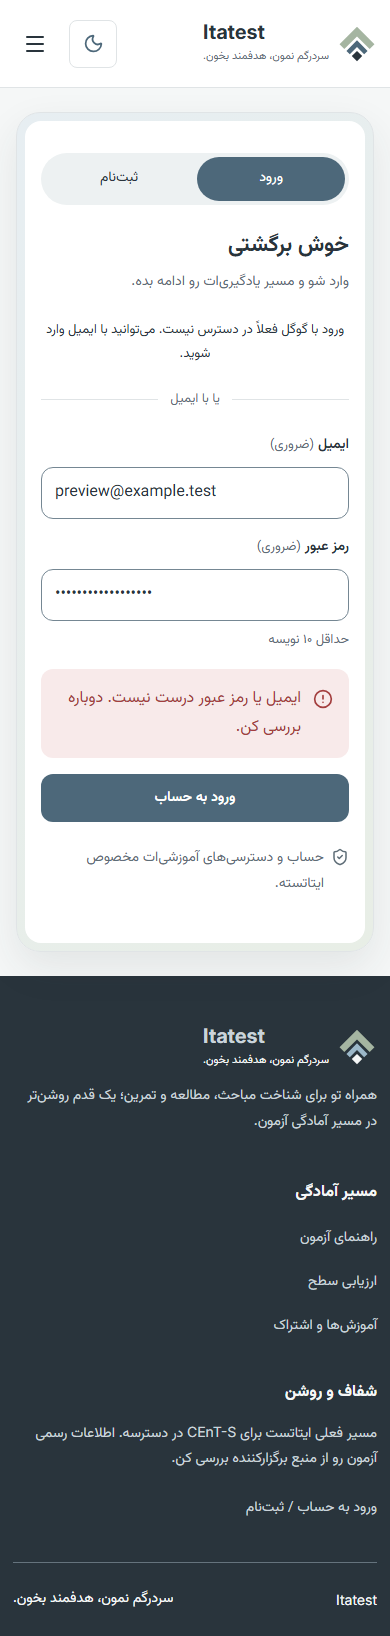 Itatest
سردرگم نمون، هدفمند بخون.
ورود
ثبت‌نام
خوش برگشتی
وارد شو و مسیر یادگیری‌ات رو ادامه بده.
ورود با گوگل فعلاً در دسترس نیست. می‌توانید با ایمیل وارد
شوید.
یا با ایمیل
ایمیل (ضروری)
preview@example.test
رمز عبور (ضروری)
••••••••••••••••••
حداقل ۱۰ نویسه
ایمیل یا رمز عبور درست نیست. دوباره
بررسی کن.
ورود به حساب
حساب و دسترسی‌های آموزشی‌ات مخصوص
ایتاتسته.
Itatest
سردرگم نمون، هدفمند بخون.
همراه تو برای شناخت مباحث، مطالعه و تمرین؛ یک قدم روشن‌تر
در مسیر آمادگی آزمون.
مسیر آمادگی
راهنمای آزمون
ارزیابی سطح
آموزش‌ها و اشتراک
شفاف و روشن
مسیر فعلی ایتاتست برای CEnT-S در دسترسه. اطلاعات رسمی
آزمون رو از منبع برگزارکننده بررسی کن.
ورود به حساب / ثبت‌نام
Itatest
سردرگم نمون، هدفمند بخون.